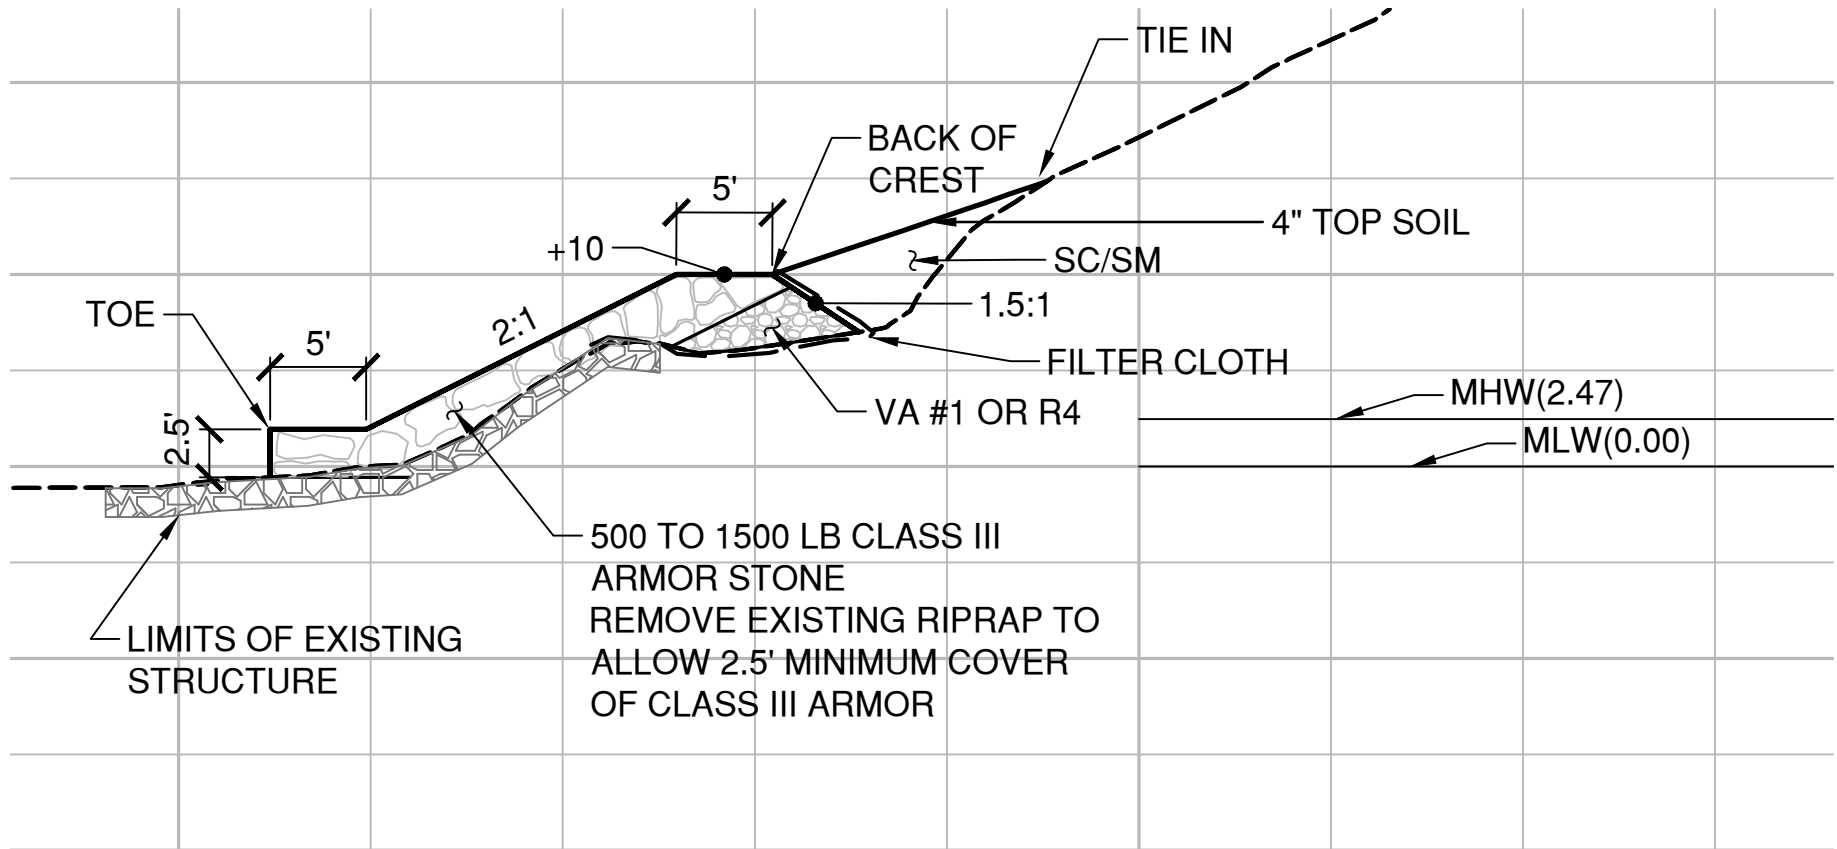 TIE IN
BACK OF
CREST
5'
4" TOP SOIL
+10
SC/SM
TOE
2:1
1.5:1
5'
FILTER CLOTH
MHW(2.47)
VA #1 OR R4
2.5'
MLW(0.00)
500 TO 1500 LB CLASS III
ARMOR STONE
REMOVE EXISTING RIPRAP TO
ALLOW 2.5' MINIMUM COVER
OF CLASS III ARMOR
LIMITS OF EXISTING
STRUCTURE